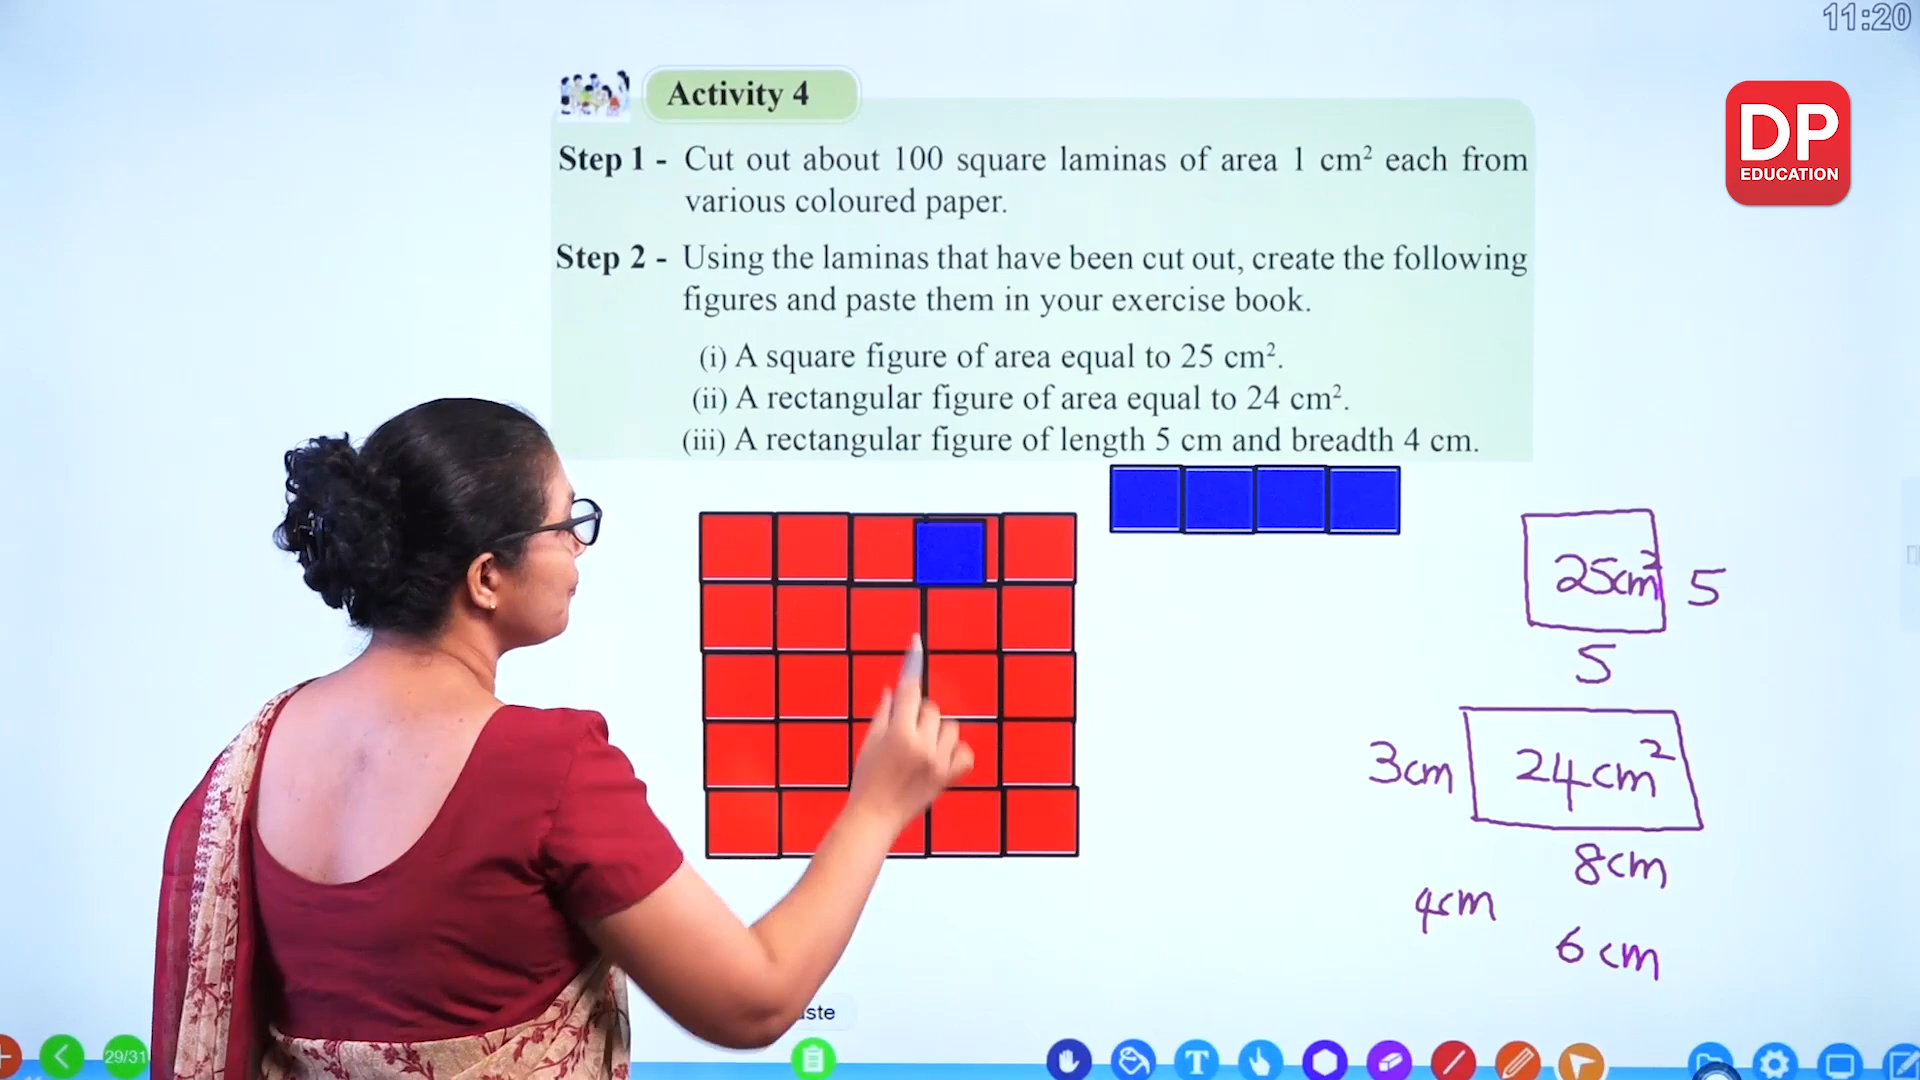 11:20
Activity 4
DP
EDUCATION
Step 1 - Cut out about 100 square laminas of area 1 cm² each from
various coloured paper.
Step 2 - Using the laminas that have been cut out, create the following
figures and paste them in your exercise book.
(i) A square figure of area equal to 25 cm².
(ii) A rectangular figure of area equal to 24 cm².
(iii) A rectangular figure of length 5 cm and breadth 4 cm.
25cm² 5
5
3cm 24cm²
8cm
4cm
6cm
29/31
T